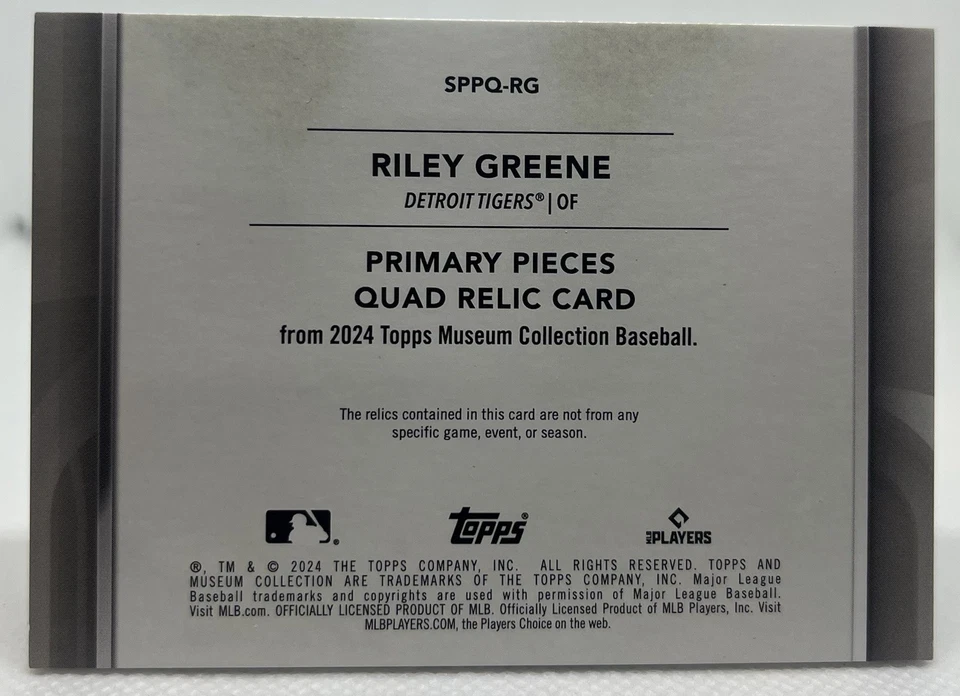 SPPQ-RG
RILEY GREENE
DETROIT TIGERS® | OF
PRIMARY PIECES
QUAD RELIC CARD
from 2024 Topps Museum Collection Baseball.
The relics contained in this card are not from any
specific game, event, or season.
® topps® MLB PLAYERS
®, TM & © 2024 THE TOPPS COMPANY, INC. ALL RIGHTS RESERVED. TOPPS AND
MUSEUM COLLECTION ARE TRADEMARKS OF THE TOPPS COMPANY, INC. Major League
Baseball trademarks and copyrights are used with permission of Major League Baseball.
Visit MLB.com. OFFICIALLY LICENSED PRODUCT OF MLB. Officially Licensed Product of MLB Players, Inc. Visit
MLBPLAYERS.COM, the Players Choice on the web.